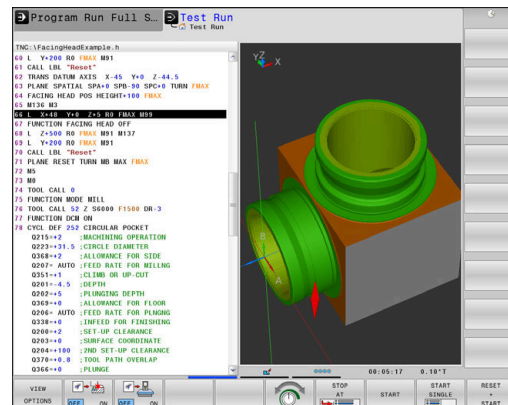 Program Run Full S...
Test Run
Test Run
TNC:\FacingHeadExample.h
60 L Y+200 R0 FMAX M91
61 CALL LBL "Reset"
62 TRANS DATUM AXIS X-45 Y+0 Z-44.5
63 PLANE SPATIAL SPA+0 SPB-90 SPC+0 TURN FMAX
64 FACING HEAD POS HEIGHT+100 FMAX
65 M136 M3
66 L X+48 Y+0 Z+5 R0 FMAX M99
67 FUNCTION FACING HEAD OFF
68 L Z+500 R0 FMAX M91 M137
69 L Y+200 R0 FMAX M91
70 CALL LBL "Reset"
71 PLANE RESET TURN MB MAX FMAX
72 M5
73 M0
74 TOOL CALL 0
75 FUNCTION MODE MILL
76 TOOL CALL 52 Z S6000 F1500 DR-3
77 FUNCTION DCM ON
78 CYCL DEF 252 CIRCULAR POCKET
Q215=+2 ;MACHINING OPERATION
Q223=+31.5 ;CIRCLE DIAMETER
Q368=+2 ;ALLOWANCE FOR SIDE
Q207= AUTO ;FEED RATE FOR MILLNG
Q351=+1 ;CLIMB OR UP-CUT
Q201=-4.5 ;DEPTH
Q202=+5 ;PLUNGING DEPTH
Q369=+0 ;ALLOWANCE FOR FLOOR
Q206= AUTO ;FEED RATE FOR PLNGNG
Q338=+0 ;INFEED FOR FINISHING
Q200=+2 ;SET-UP CLEARANCE
Q203=+0 ;SURFACE COORDINATE
Q204=+100 ;2ND SET-UP CLEARANCE
Q370=+0.8 ;TOOL PATH OVERLAP
Q366=+0 ;PLUNGE
Y Z X
B
A
00:05:17 0.10*T
VIEW OPTIONS
OFF ON
OFF ON
STOP AT
START
START SINGLE
RESET + START